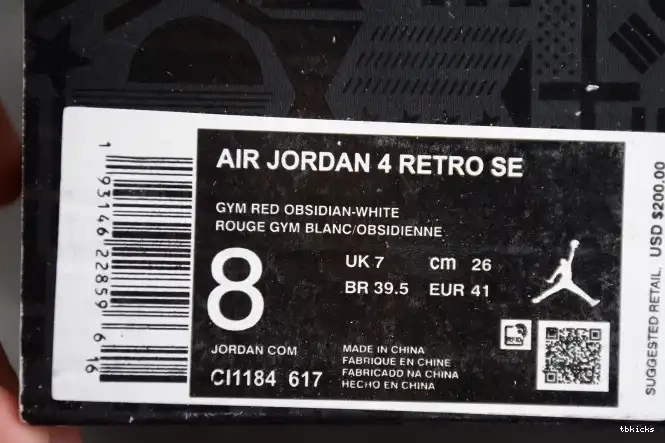 AIR JORDAN 4 RETRO SE
GYM RED OBSIDIAN-WHITE
ROUGE GYM BLANC/OBSIDIENNE
8
UK 7 cm 26
BR 39.5 EUR 41
JORDAN COM
CI1184 617
MADE IN CHINA
FABRIQUE EN CHINE
FABRICADO NA CHINA
HECHO EN CHINA
1 93146 22859 6 16
SUGGESTED RETAIL. USD $200.00
tbkicks